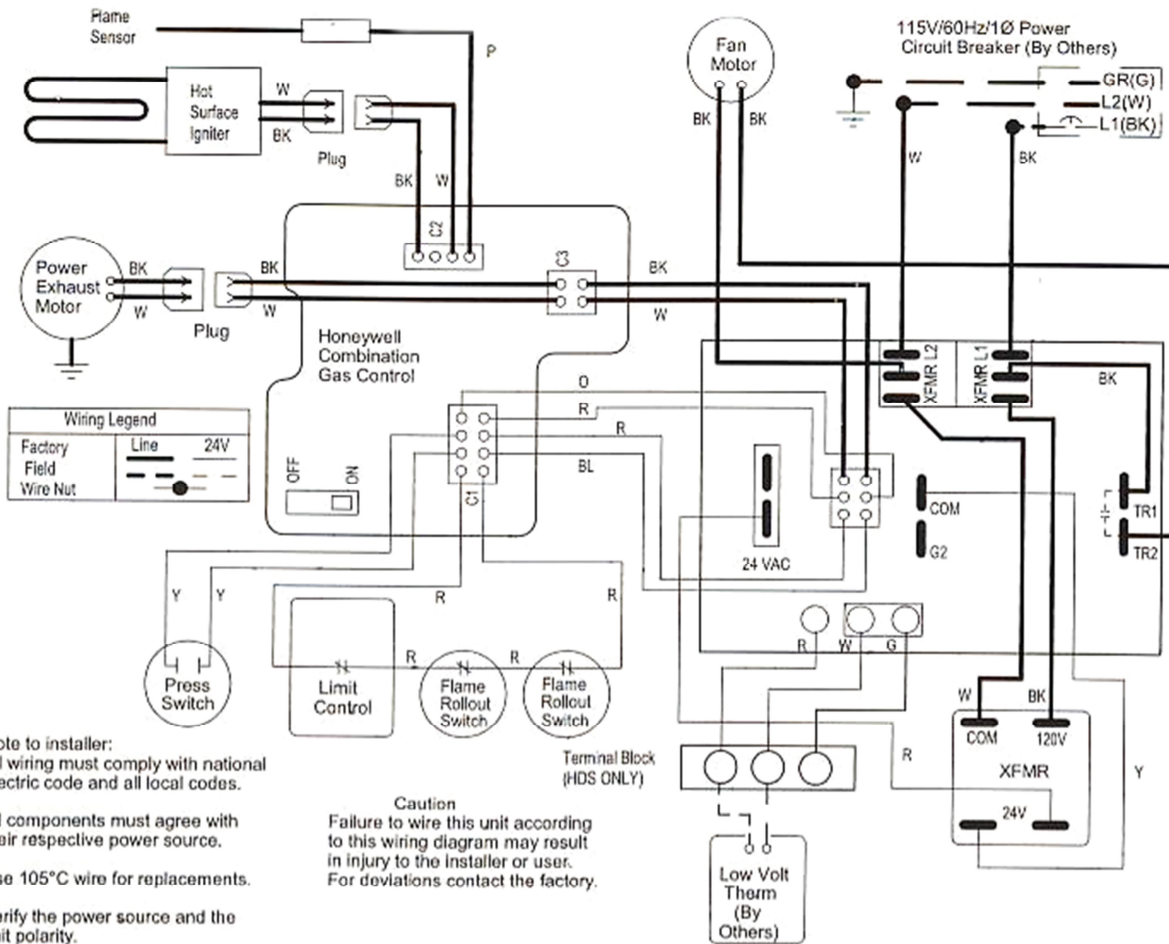 Flame
Sensor
P
115V/60Hz/1Ø Power
Circuit Breaker (By Others)
GR(G)
L2(W)
L1(BK)
Fan
Motor
BK
BK
W
BK
Hot
Surface
Igniter
W
BK
Plug
BK
W
C2
C3
Power
Exhaust
Motor
BK
W
Plug
BK
W
BK
W
Honeywell
Combination
Gas Control
XFMR L2
XFMR L1
BK
Wiring Legend
Factory
Field
Wire Nut
Line
24V
O
R
R
BL
OFF
ON
C1
24 VAC
COM
G2
TR1
TR2
Y
Y
R
R
R
W
G
Press
Switch
Limit
Control
R
Flame
Rollout
Switch
R
Flame
Rollout
Switch
W
BK
COM
120V
XFMR
24V
R
Y
Terminal Block
(HDS ONLY)
Low Volt
Therm
(By
Others)
ote to installer:
l wiring must comply with national
ectric code and all local codes.
l components must agree with
eir respective power source.
se 105°C wire for replacements.
erify the power source and the
it polarity.
Caution
Failure to wire this unit according
to this wiring diagram may result
in injury to the installer or user.
For deviations contact the factory.